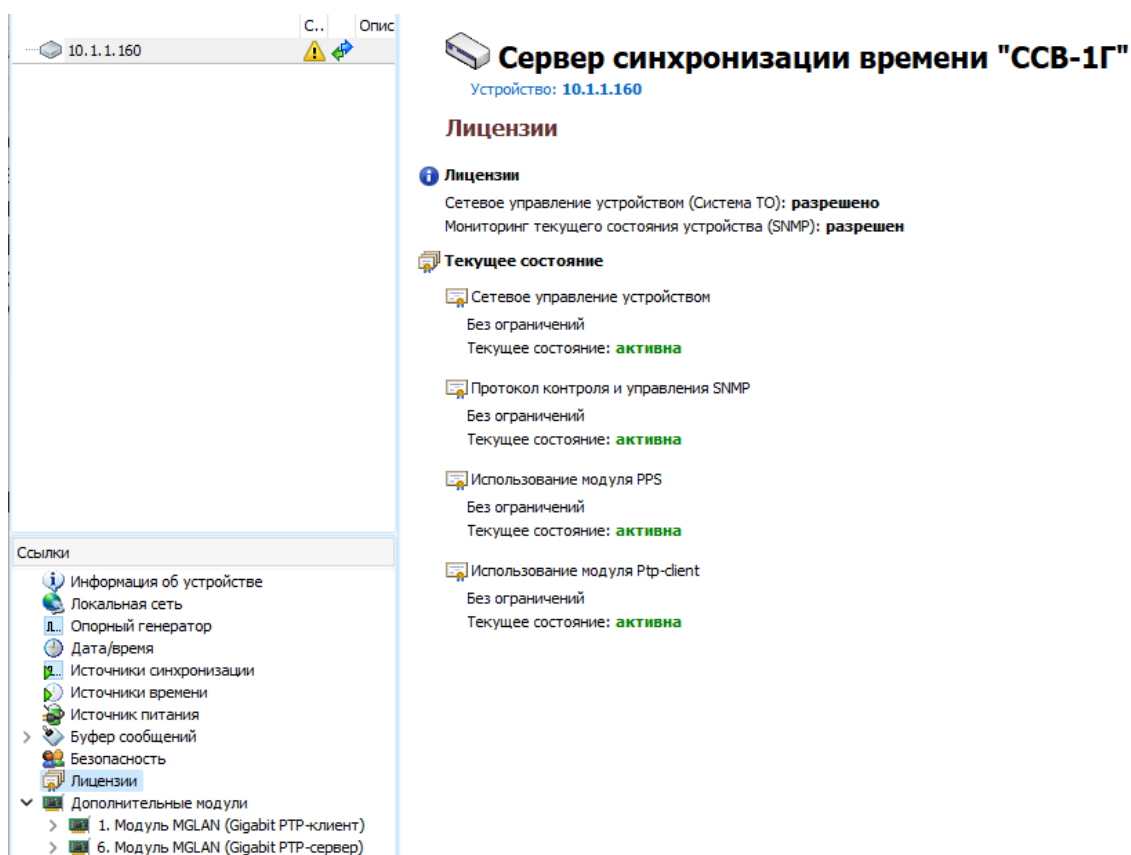 С.. Опис
10.1.1.160
Ссылки
Информация об устройстве
Локальная сеть
Л.. Опорный генератор
Дата/время
Источники синхронизации
Источники времени
Источник питания
Буфер сообщений
Безопасность
Лицензии
Дополнительные модули
1. Модуль MGLAN (Gigabit PTP-клиент)
6. Модуль MGLAN (Gigabit PTP-сервер)
Сервер синхронизации времени "ССВ-1Г"
Устройство: 10.1.1.160
Лицензии
Лицензии
Сетевое управление устройством (Система ТО): разрешено
Мониторинг текущего состояния устройства (SNMP): разрешен
Текущее состояние
Сетевое управление устройством
Без ограничений
Текущее состояние: активна
Протокол контроля и управления SNMP
Без ограничений
Текущее состояние: активна
Использование модуля PPS
Без ограничений
Текущее состояние: активна
Использование модуля Ptp-client
Без ограничений
Текущее состояние: активна